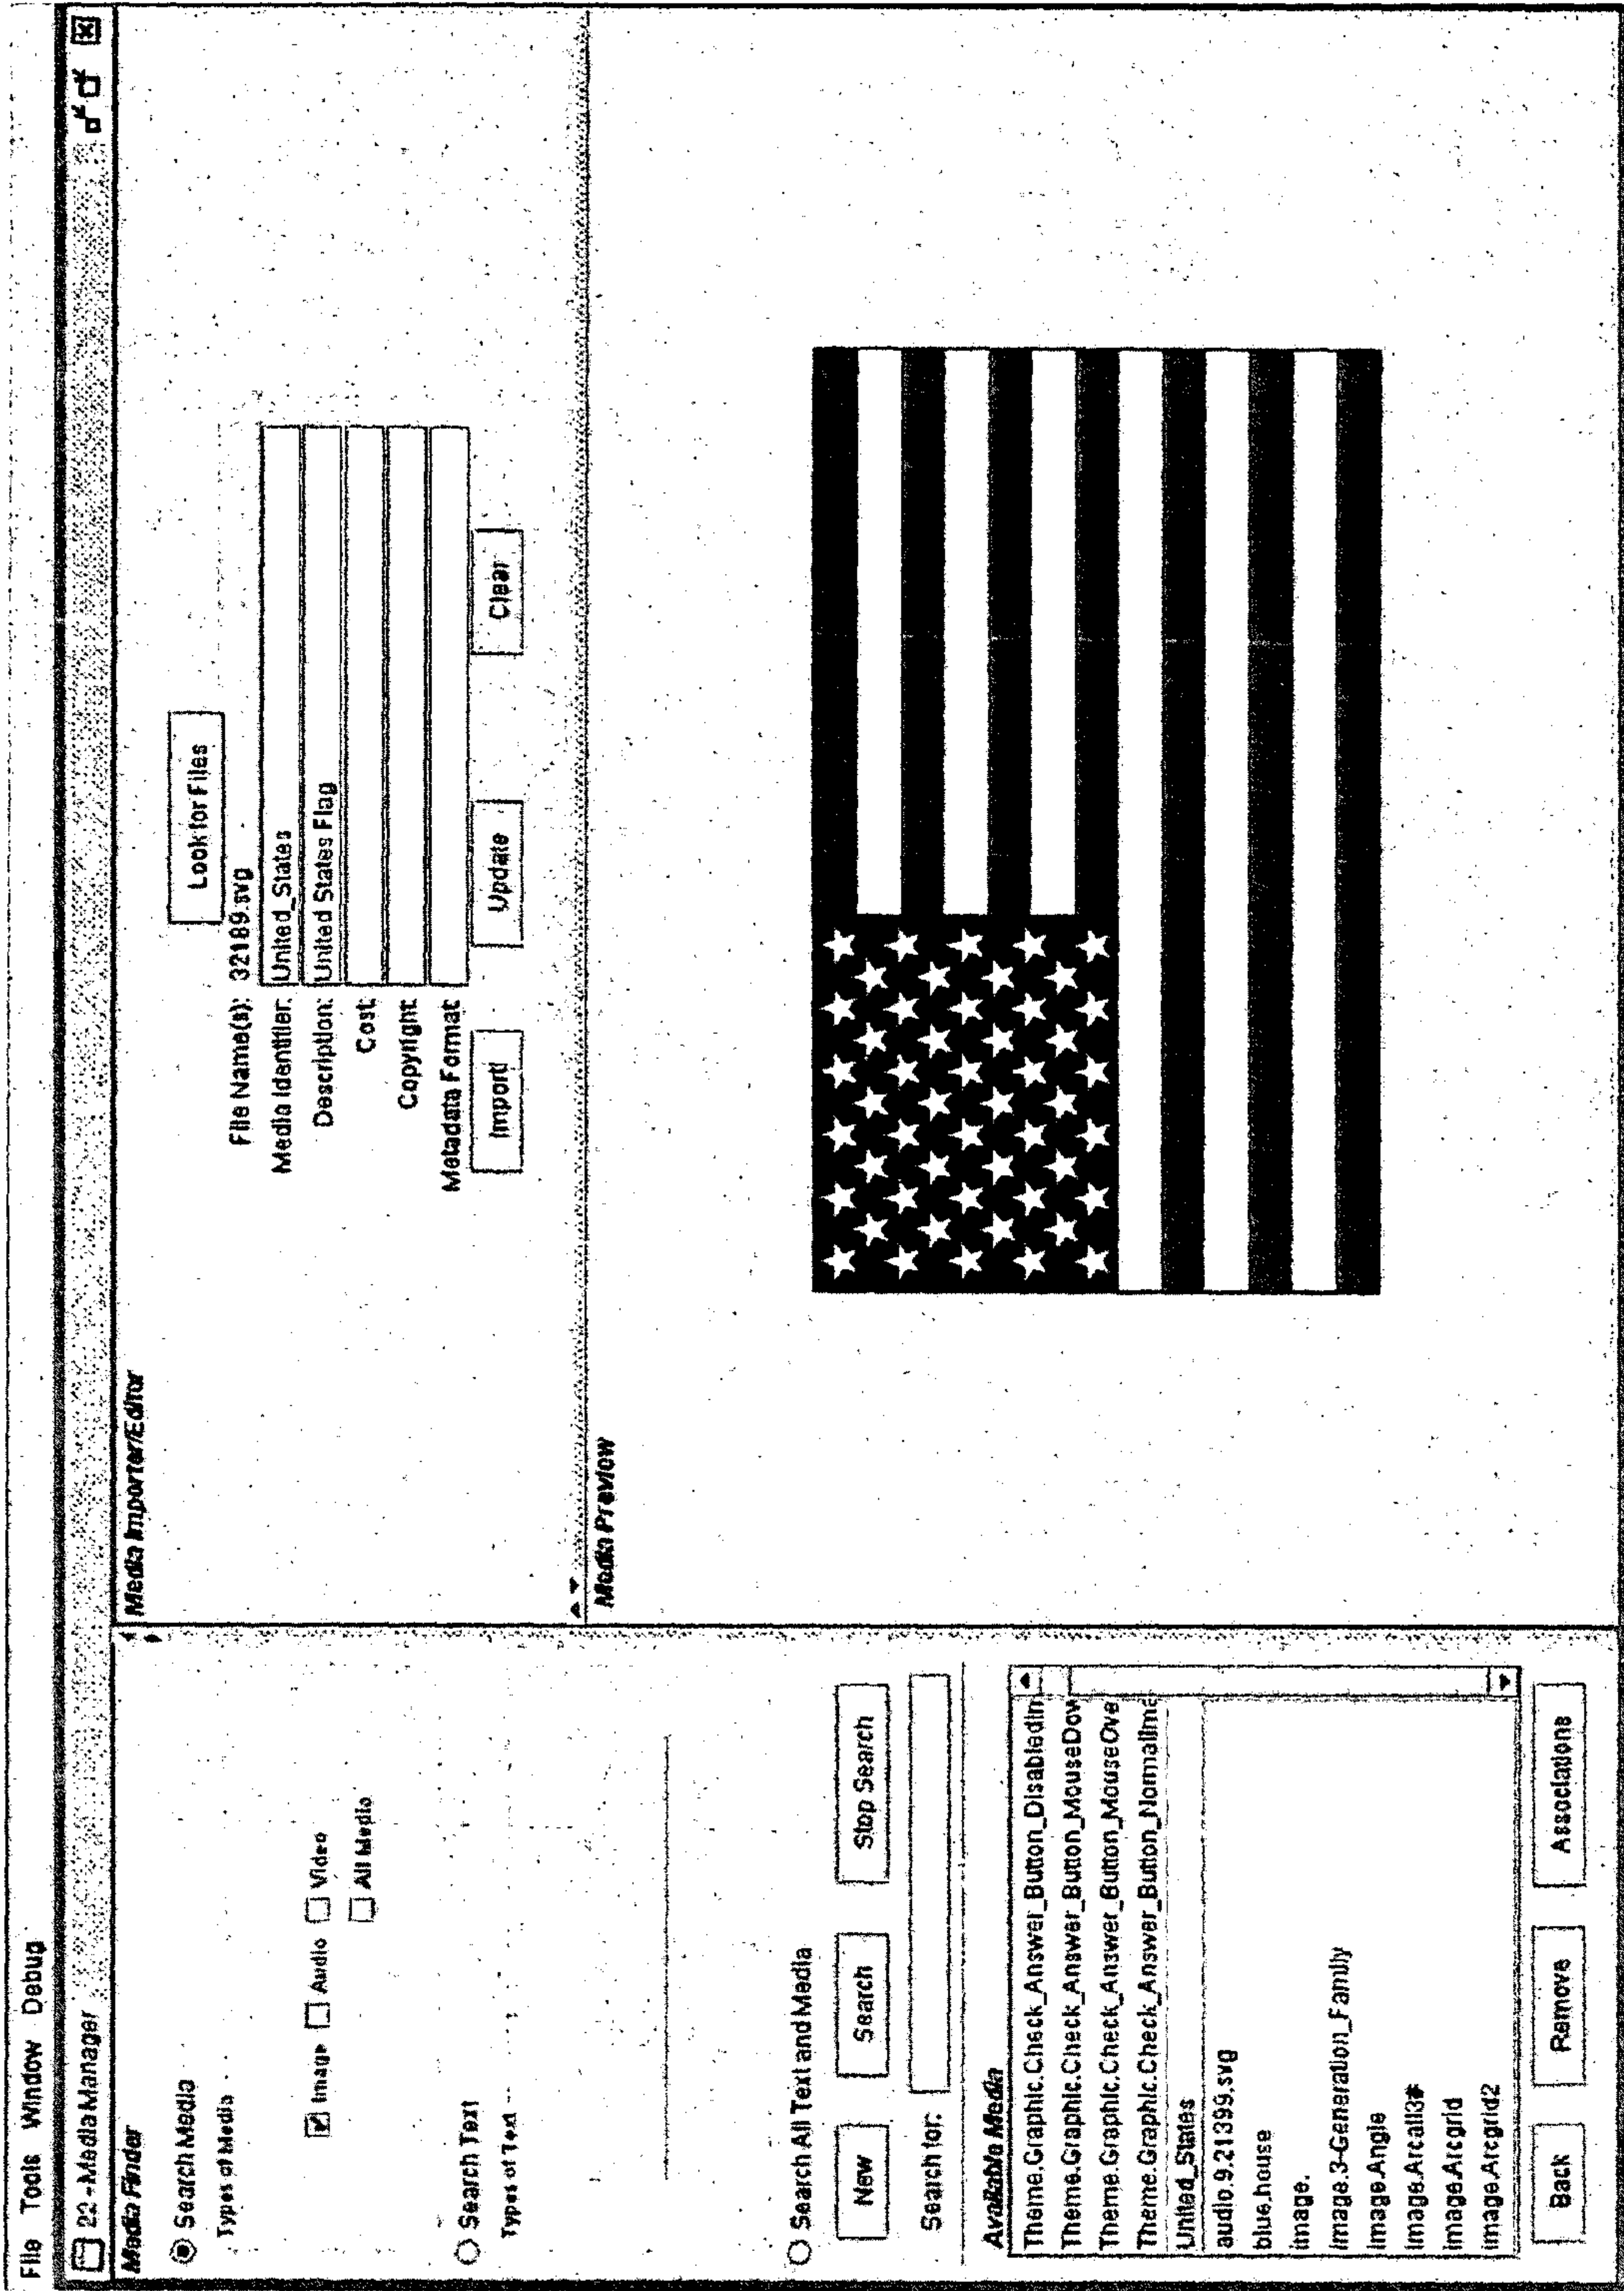 File Tools Window Debug
22 - Media Manager
Media Finder
Search Media
Types of Media
Image Audio Video
All Media
Search Text
Types of Text
Search All Text and Media
New Search Stop Search
Search for:
Available Media
Theme.Graphic.Check_Answer_Button_DisabledIm
Theme.Graphic.Check_Answer_Button_MouseDow
Theme.Graphic.Check_Answer_Button_MouseOve
Theme.Graphic.Check_Answer_Button_NormalIma
United_States
audio.9.21399.svg
blue.house
image.
image.3-Generation_Family
image.Angle
image.Arcall3#
image.Arcgrid
image.Arcgrid2
Back Remove Associations
Media Importer/Editor
Look for Files
File Name(s): 32189.svg
Media Identifier: United_States
Description: United States Flag
Cost
Copyright
Metadata Format
Import Update Clear
Media Preview